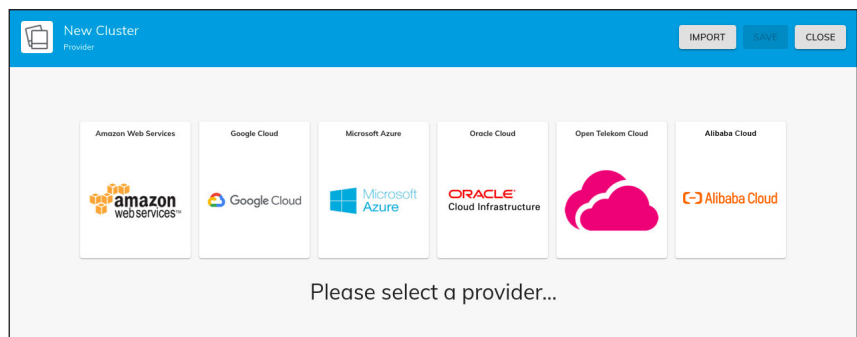 New Cluster
Provider
IMPORT SAVE CLOSE
Amazon Web Services Google Cloud Microsoft Azure Oracle Cloud Open Telekom Cloud Alibaba Cloud
amazon
web services™
Google Cloud
Microsoft
Azure
ORACLE®
Cloud Infrastructure
Alibaba Cloud
Please select a provider...